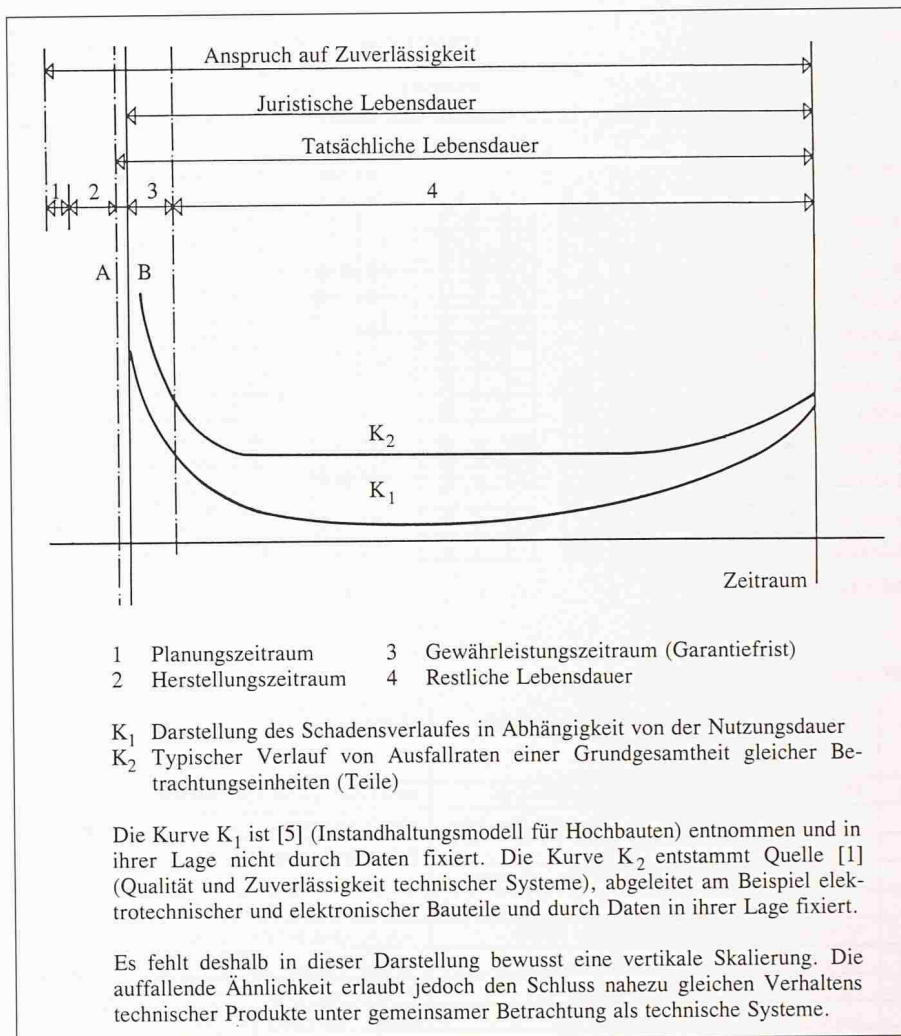 Anspruch auf Zuverlässigkeit
Juristische Lebensdauer
Tatsächliche Lebensdauer
1 2 3 4
A B
K2
K1
Zeitraum
1 Planungszeitraum 3 Gewährleistungszeitraum (Garantiefrist)
2 Herstellungszeitraum 4 Restliche Lebensdauer
K1 Darstellung des Schadensverlaufes in Abhängigkeit von der Nutzungsdauer
K2 Typischer Verlauf von Ausfallraten einer Grundgesamtheit gleicher Be-
trachtungseinheiten (Teile)
Die Kurve K1 ist [5] (Instandhaltungsmodell für Hochbauten) entnommen und in
ihrer Lage nicht durch Daten fixiert. Die Kurve K2 entstammt Quelle [1]
(Qualität und Zuverlässigkeit technischer Systeme), abgeleitet am Beispiel elek-
trotechnischer und elektronischer Bauteile und durch Daten in ihrer Lage fixiert.
Es fehlt deshalb in dieser Darstellung bewusst eine vertikale Skalierung. Die
auffallende Ähnlichkeit erlaubt jedoch den Schluss nahezu gleichen Verhaltens
technischer Produkte unter gemeinsamer Betrachtung als technische Systeme.